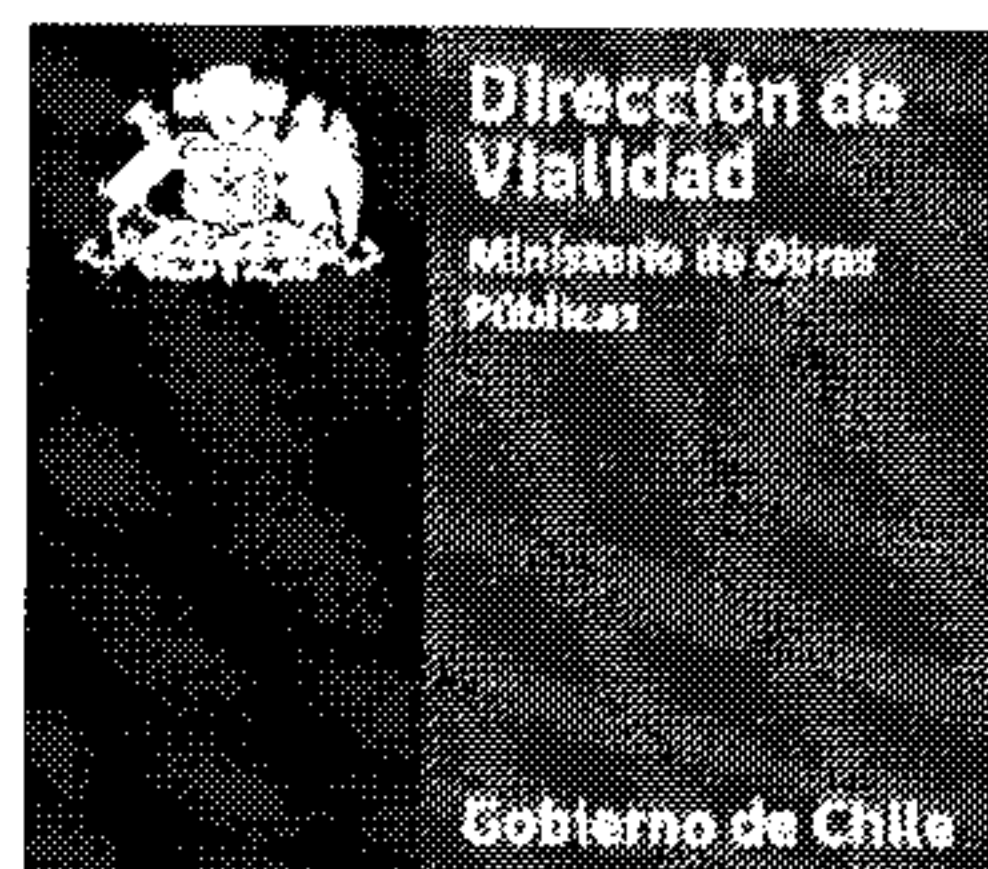 Dirección de
Vialidad
Ministerio de Obras
Públicas
Gobierno de Chile